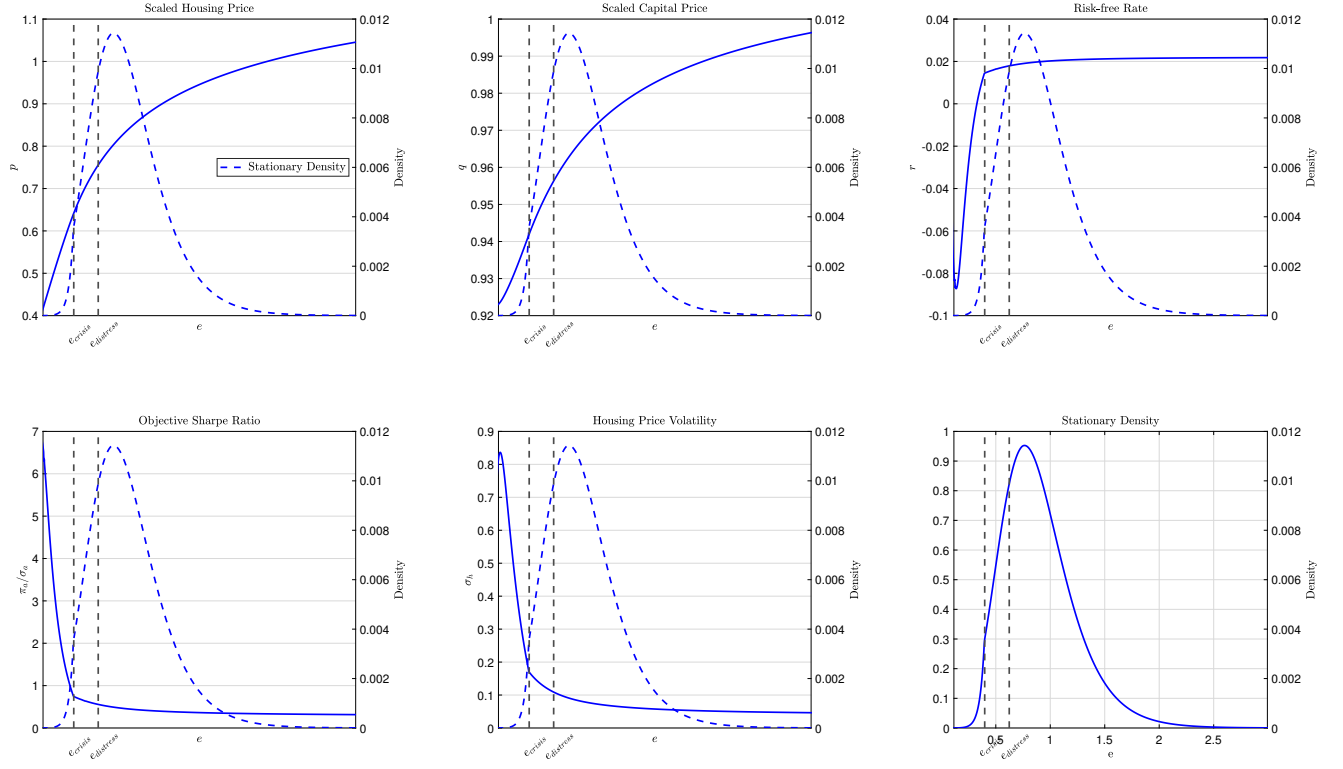 Scaled Housing Price
1.1
1
0.9
0.8
0.7
0.6
0.5
0.4
p
0.012
0.01
0.008
0.006
0.004
0.002
0
Density
Stationary Density
e_crisis
e_distress
e
Scaled Capital Price
1
0.99
0.98
0.97
0.96
0.95
0.94
0.93
0.92
q
0.012
0.01
0.008
0.006
0.004
0.002
0
Density
e_crisis
e_distress
e
Risk-free Rate
0.04
0.02
0
-0.02
-0.04
-0.06
-0.08
-0.1
r
0.012
0.01
0.008
0.006
0.004
0.002
0
Density
e_crisis
e_distress
e
Objective Sharpe Ratio
7
6
5
4
3
2
1
0
π_a/σ_a
0.012
0.01
0.008
0.006
0.004
0.002
0
Density
e_crisis
e_distress
e
Housing Price Volatility
0.9
0.8
0.7
0.6
0.5
0.4
0.3
0.2
0.1
0
σ_h
0.012
0.01
0.008
0.006
0.004
0.002
0
Density
e_crisis
e_distress
e
Stationary Density
1
0.9
0.8
0.7
0.6
0.5
0.4
0.3
0.2
0.1
0
0.012
0.01
0.008
0.006
0.004
0.002
0
Density
0.5
1
1.5
2
2.5
e_crisis
e_distress
e